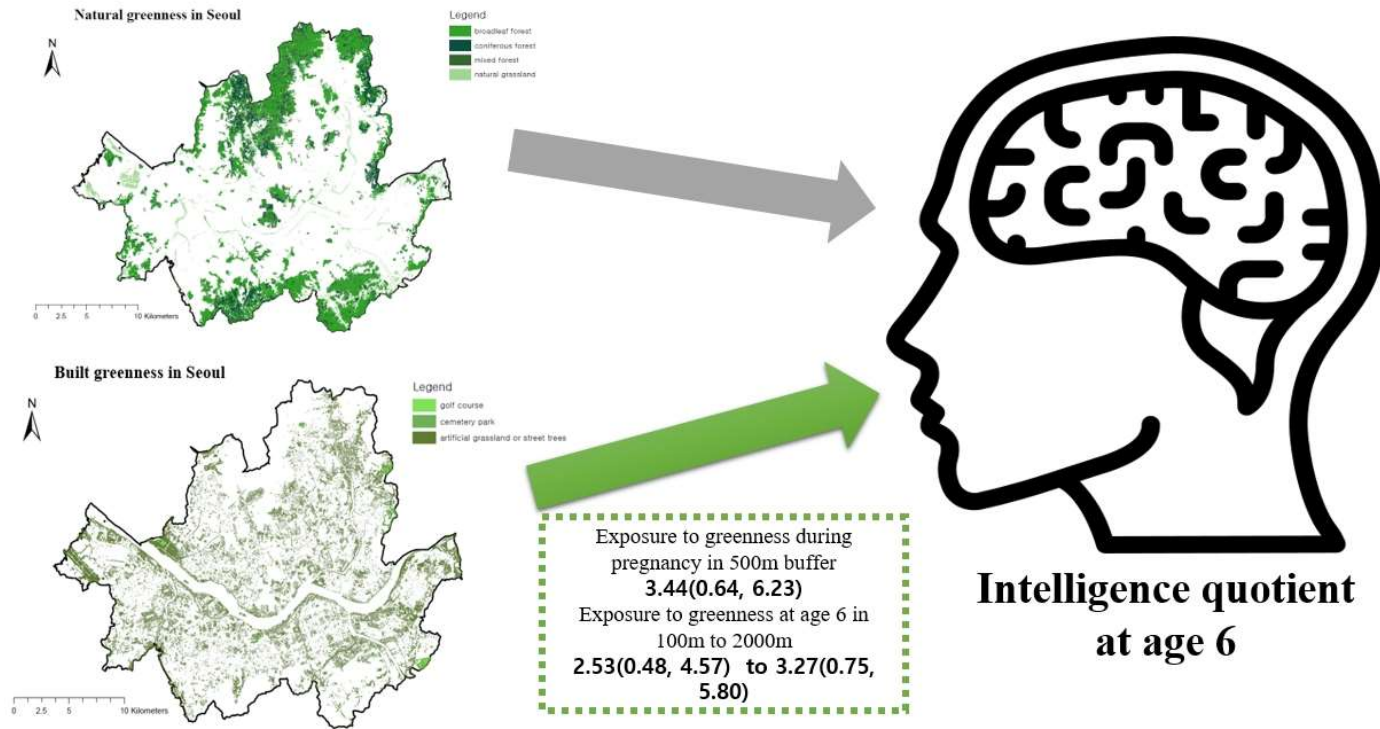 Natural greenness in Seoul
Legend
broadleaf forest
coniferous forest
mixed forest
natural grassland
N
0 2.5 5 10 Kilometers
Built greenness in Seoul
Legend
golf course
cemetery park
artificial grassland or street trees
N
0 2.5 5 10 Kilometers
Exposure to greenness during
pregnancy in 500m buffer
3.44(0.64, 6.23)
Exposure to greenness at age 6 in
100m to 2000m
2.53(0.48, 4.57) to 3.27(0.75,
5.80)
Intelligence quotient
at age 6